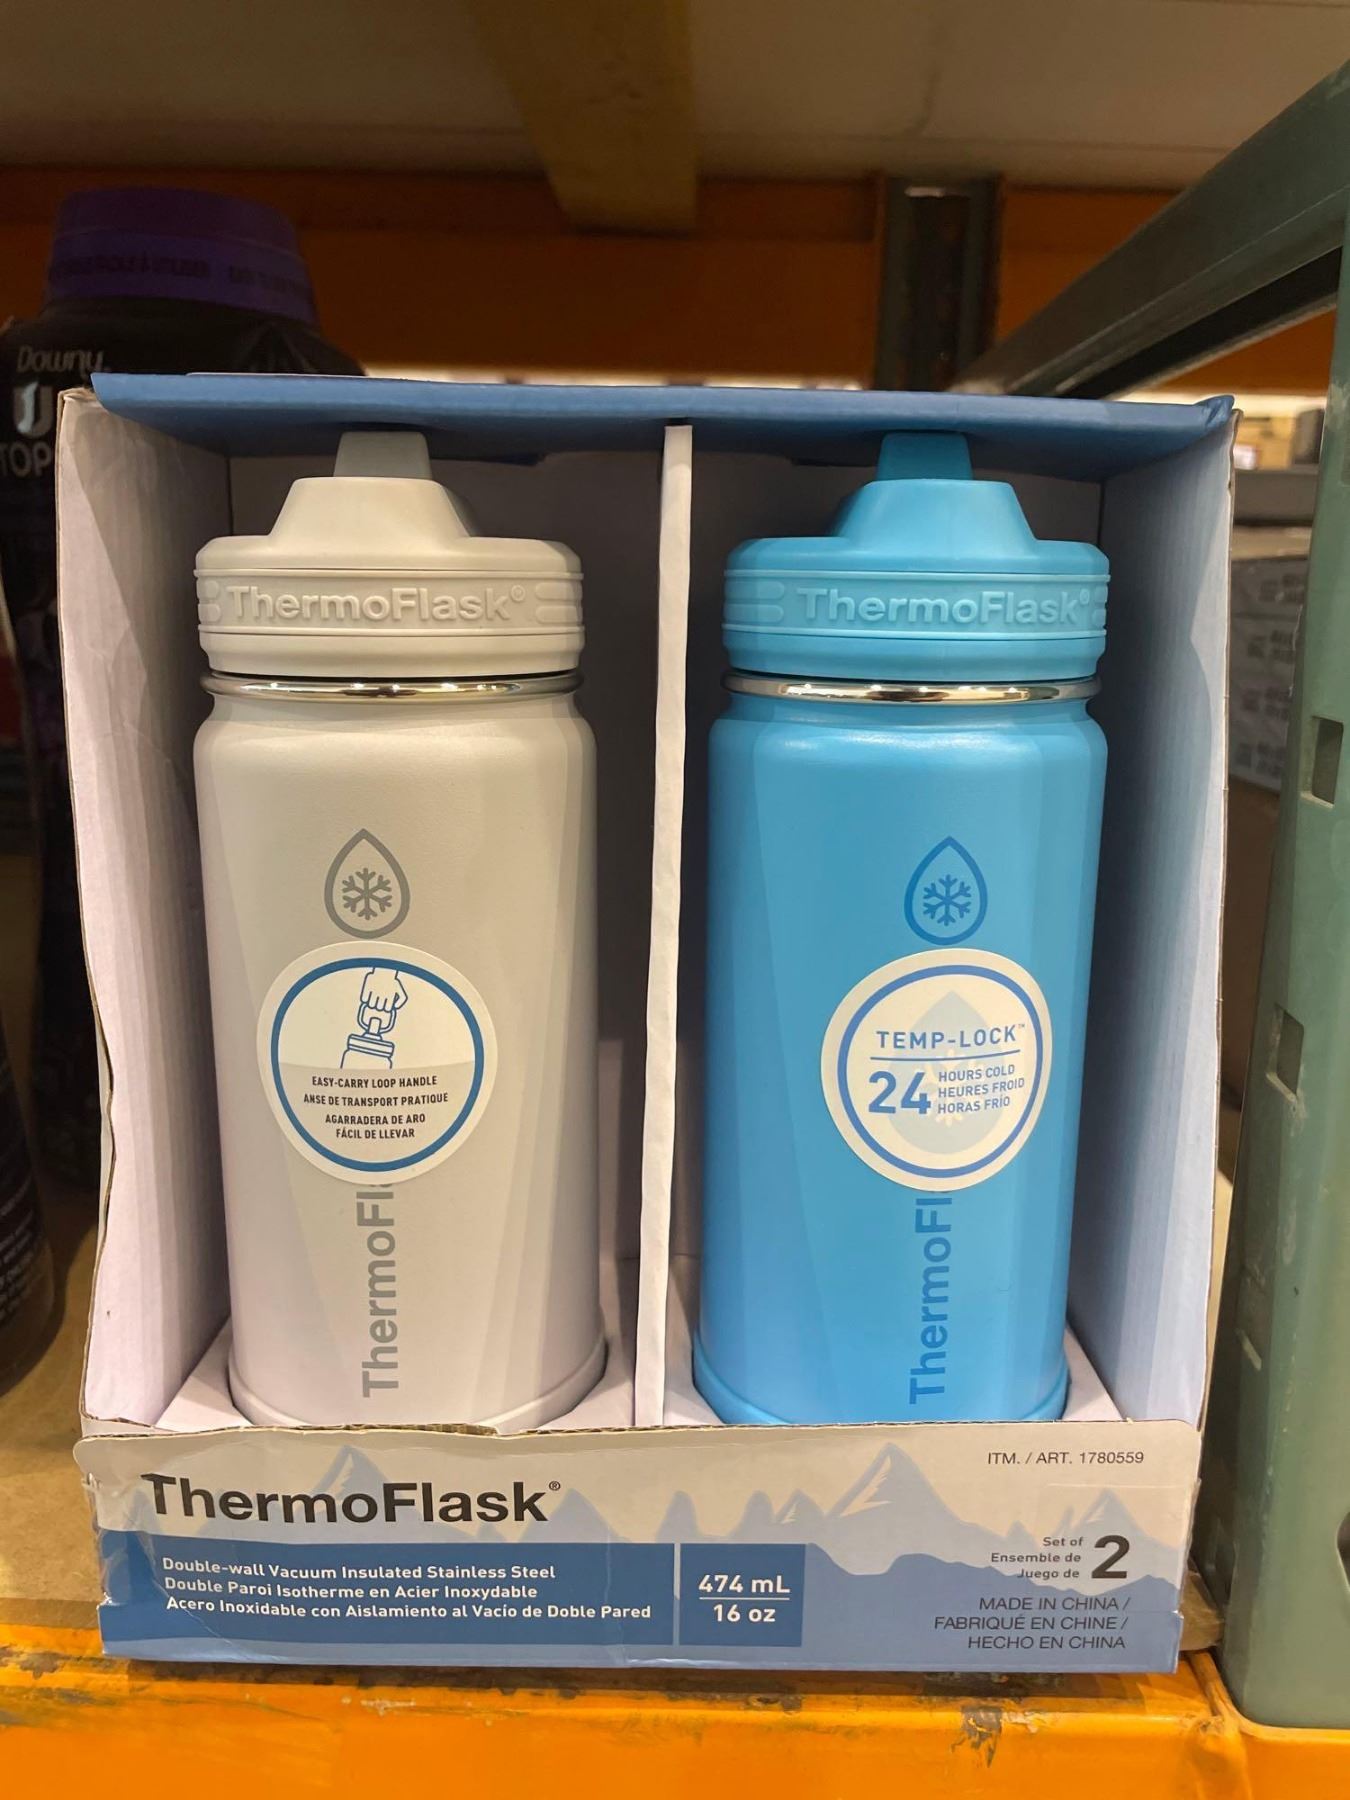 Downy
TOP
ThermoFlask®
ThermoFlask®
EASY-CARRY LOOP HANDLE
ANSE DE TRANSPORT PRATIQUE
AGARRADERA DE ARO
FÁCIL DE LLEVAR
ThermoFl
TEMP-LOCK™
24 HOURS COLD
HEURES FROID
HORAS FRÍO
ThermoFl
ITM. / ART. 1780559
ThermoFlask®
Double-wall Vacuum Insulated Stainless Steel
Double Paroi Isotherme en Acier Inoxydable
Acero Inoxidable con Aislamiento al Vacío de Doble Pared
474 mL
16 oz
Set of
Ensemble de 2
Juego de
MADE IN CHINA /
FABRIQUÉ EN CHINE /
HECHO EN CHINA